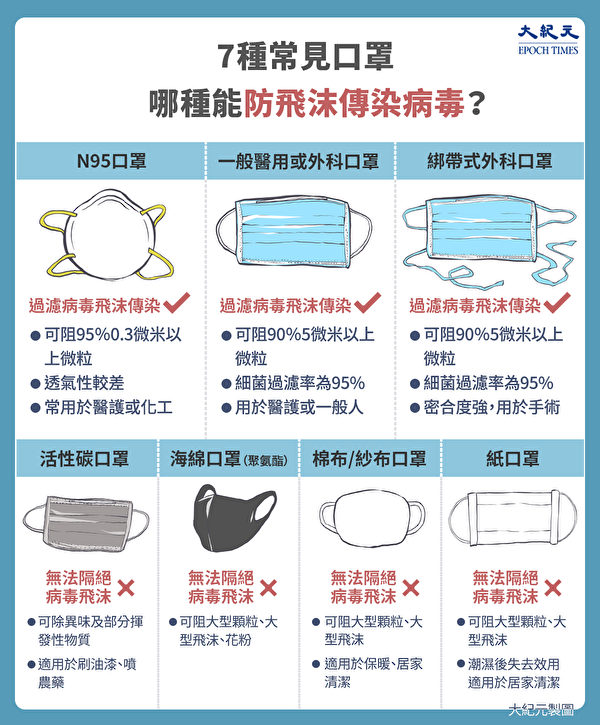 大紀元
EPOCH TIMES
7種常見口罩
哪種能防飛沫傳染病毒？
N95口罩
一般醫用或外科口罩
綁帶式外科口罩
過濾病毒飛沫傳染
過濾病毒飛沫傳染
過濾病毒飛沫傳染
●可阻95%0.3微米以
上微粒
●透氣性較差
●常用於醫護或化工
●可阻90%5微米以上
微粒
●細菌過濾率為95%
●用於醫護或一般人
●可阻90%5微米以上
微粒
●細菌過濾率為95%
●密合度強,用於手術
活性碳口罩
海綿口罩(聚氨酯)
棉布/紗布口罩
紙口罩
無法隔絕
病毒飛沫
無法隔絕
病毒飛沫
無法隔絕
病毒飛沫
無法隔絕
病毒飛沫
●可除異味及部分揮
發性物質
●適用於刷油漆、噴
農藥
●可阻大型顆粒、大
型飛沫、花粉
●可阻大型顆粒、大
型飛沫
●適用於保暖、居家
清潔
●可阻大型顆粒、大
型飛沫
●潮濕後失去效用
適用於居家清潔
大紀元製圖